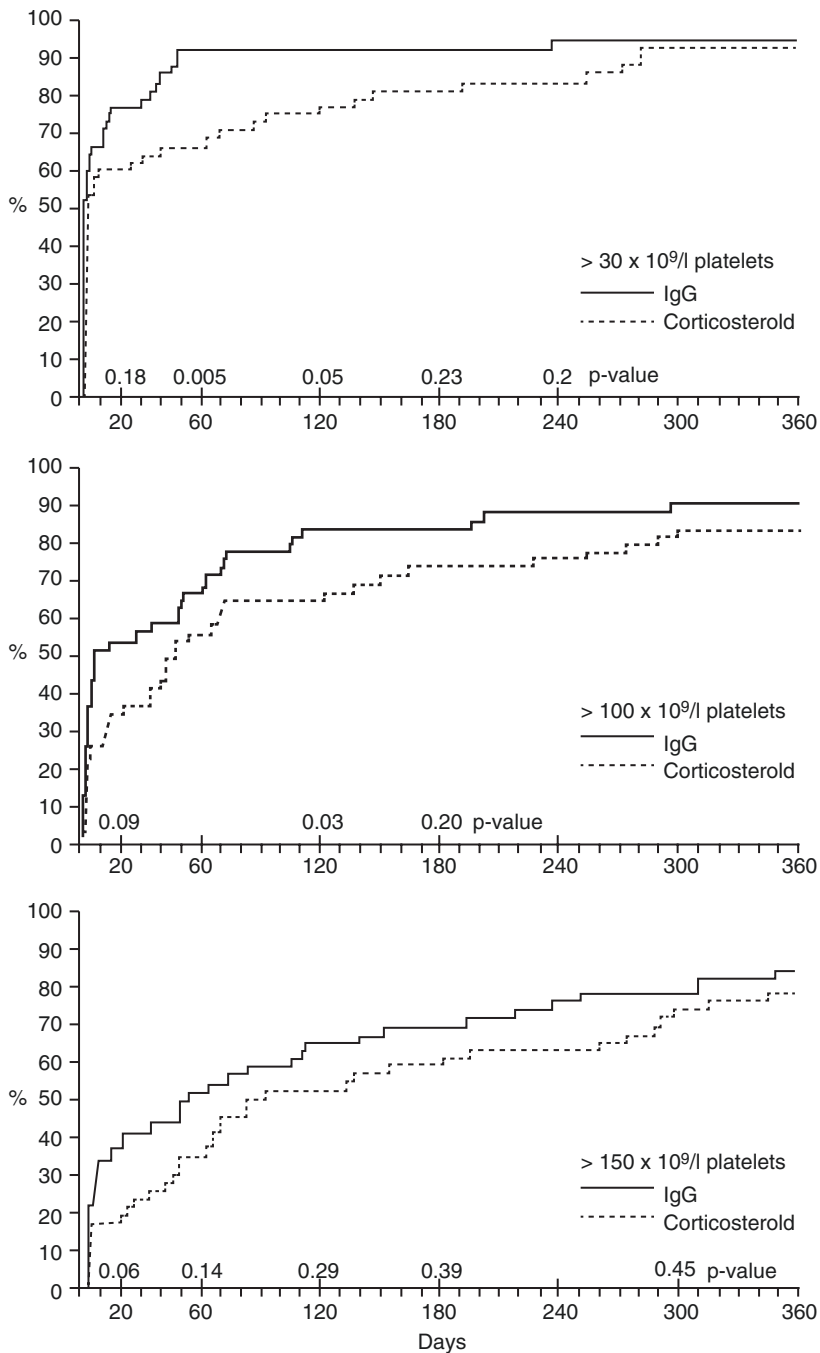 100
90
80
70
60
% 50
40
30
20
10
0
> 30 x 10⁹/l platelets
IgG
Corticosterold
0.18 0.005 0.05 0.23 0.2 p-value
20 60 120 180 240 300 360
100
90
80
70
60
% 50
40
30
20
10
0
> 100 x 10⁹/l platelets
IgG
Corticosterold
0.09 0.03 0.20 p-value
20 60 120 180 240 300 360
100
90
80
70
60
% 50
40
30
20
10
0
> 150 x 10⁹/l platelets
IgG
Corticosterold
0.06 0.14 0.29 0.39 0.45 p-value
20 60 120 180 240 300 360
Days